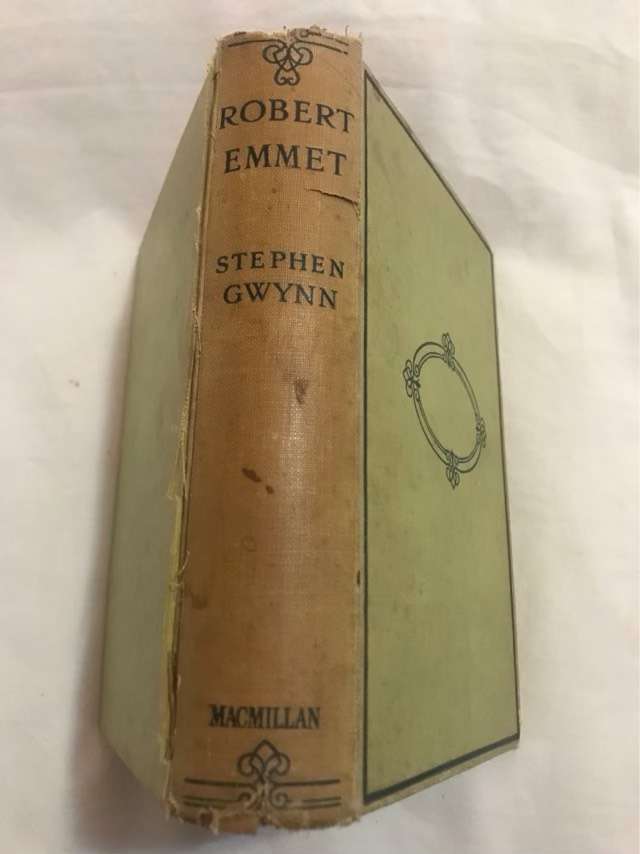 ROBERT
EMMET
STEPHEN
GWYNN
MACMILLAN